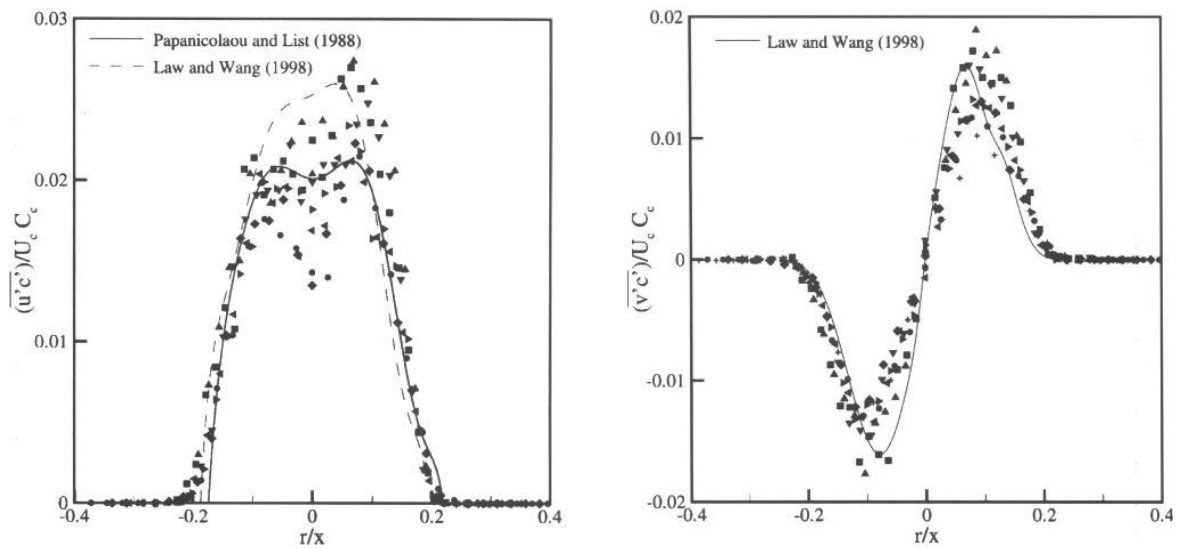 0.03
Papanicolaou and List (1988)
Law and Wang (1998)
0.02
0.01
0
-0.4
-0.2
0
0.2
0.4
r/x
(u'c')/U_c C_c
0.02
Law and Wang (1998)
0.01
0
-0.01
-0.02
-0.4
-0.2
0
0.2
0.4
r/x
(v'c')/U_c C_c